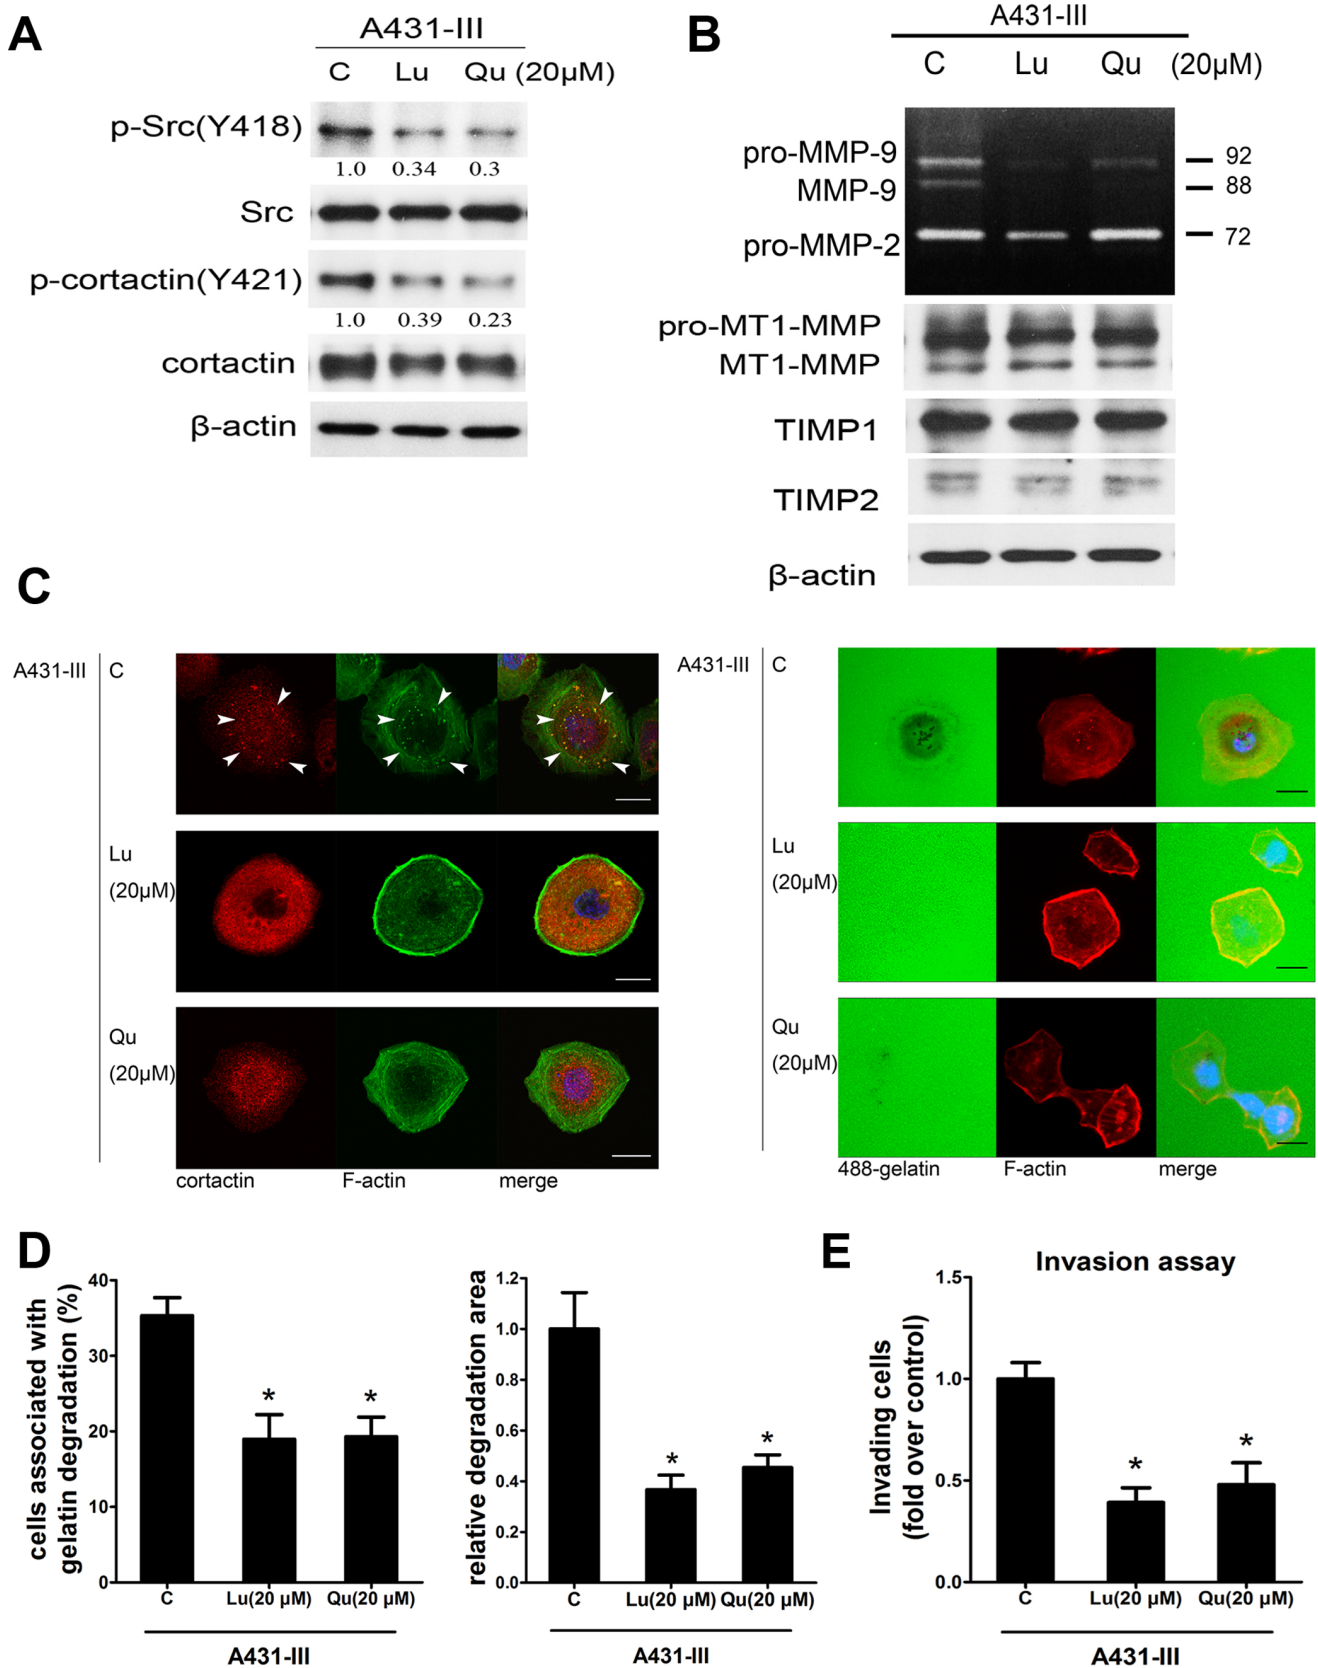 A
A431-III
C Lu Qu (20μM)
p-Src(Y418)
1.0 0.34 0.3
Src
p-cortactin(Y421)
1.0 0.39 0.23
cortactin
β-actin
B
A431-III
C Lu Qu (20μM)
pro-MMP-9 92
MMP-9 88
pro-MMP-2 72
pro-MT1-MMP
MT1-MMP
TIMP1
TIMP2
β-actin
C
A431-III C
Lu
(20μM)
Qu
(20μM)
cortactin F-actin merge
A431-III C
Lu
(20μM)
Qu
(20μM)
488-gelatin F-actin merge
D
cells associated with
gelatin degradation (%)
40
30
20
10
0
* *
C Lu(20 μM) Qu(20 μM)
A431-III
relative degradation area
1.2
1.0
0.8
0.6
0.4
0.2
0.0
* *
C Lu(20 μM) Qu(20 μM)
A431-III
E
Invasion assay
Invading cells
(fold over control)
1.5
1.0
0.5
0.0
* *
C Lu(20 μM) Qu(20 μM)
A431-III